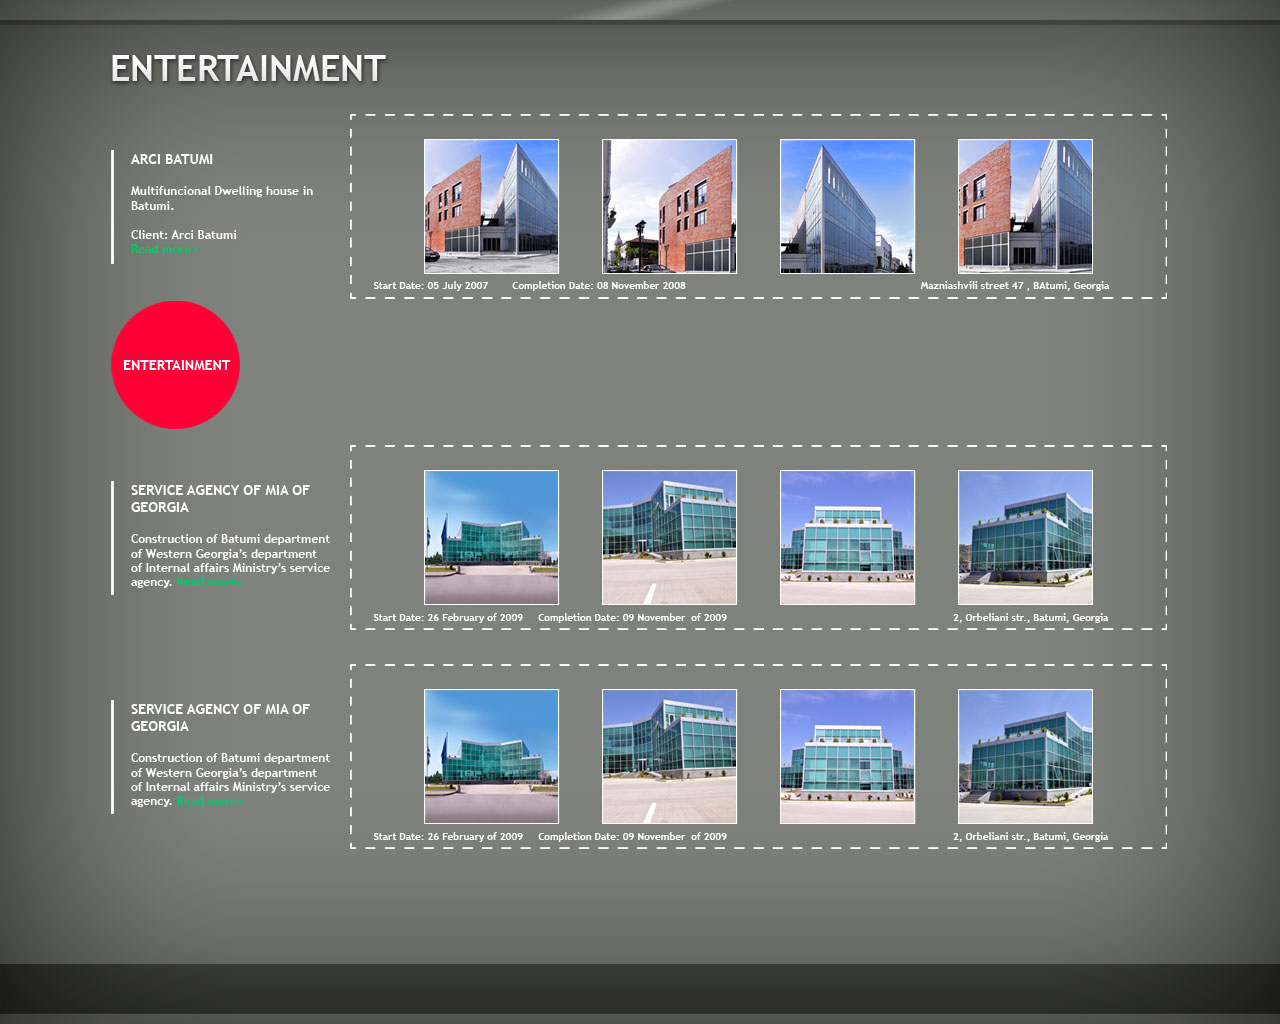 ENTERTAINMENT
ARCI BATUMI
Multifuncional Dwelling house in
Batumi.
Client: Arci Batumi
Read more>
Start Date: 05 July 2007 Completion Date: 08 November 2008 Mazniashvili street 47 , BAtumi, Georgia
ENTERTAINMENT
SERVICE AGENCY OF MIA OF
GEORGIA
Construction of Batumi department
of Western Georgia’s department
of Internal affairs Ministry’s service
agency. Read more>
Start Date: 26 February of 2009 Completion Date: 09 November of 2009 2, Orbeliani str., Batumi, Georgia
SERVICE AGENCY OF MIA OF
GEORGIA
Construction of Batumi department
of Western Georgia’s department
of Internal affairs Ministry’s service
agency. Read more>
Start Date: 26 February of 2009 Completion Date: 09 November of 2009 2, Orbeliani str., Batumi, Georgia